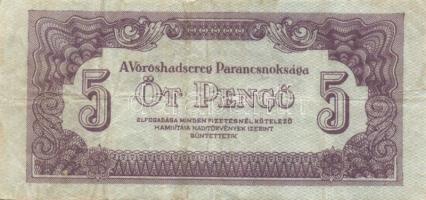 A Vöröshadsereg Parancsnoksága
5 Öt Pengő 5
ELFOGADÁSA MINDEN FIZETÉSNÉL KÖTELEZŐ
HAMISÍTÁSA HADITÖRVÉNYEK SZERINT
BÜNTETTETIK